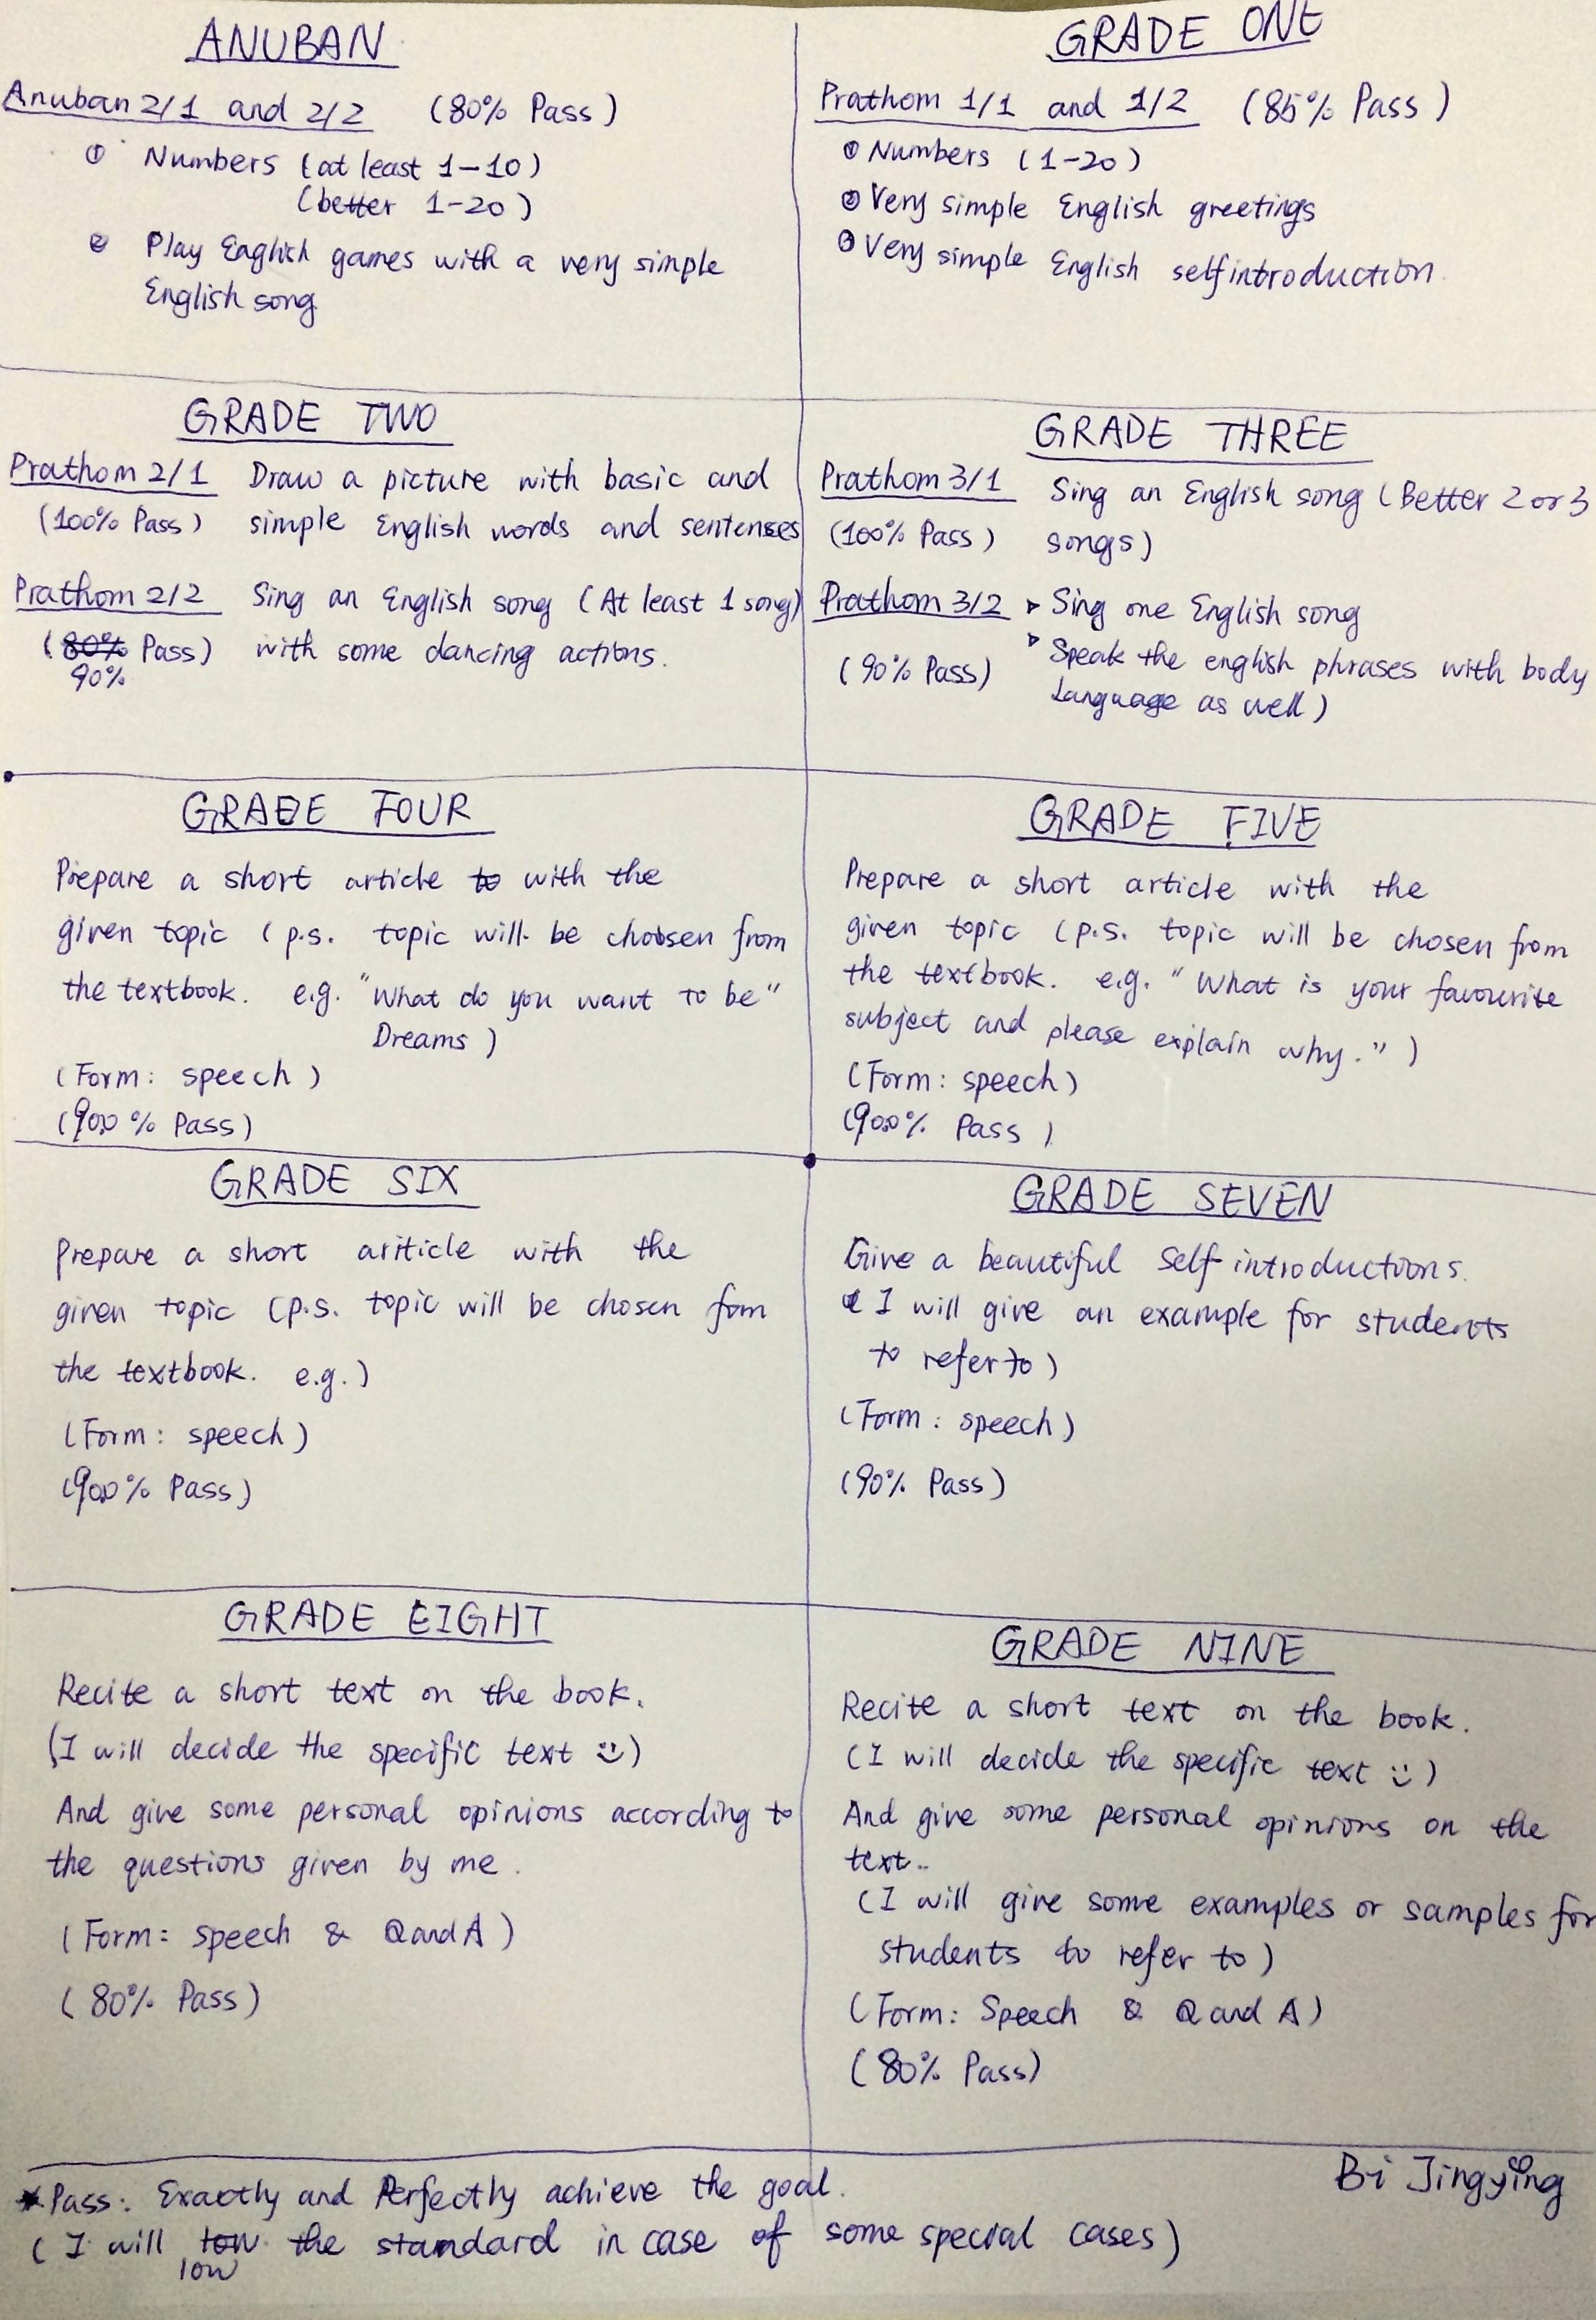 ANUBAN
Anuban 2/1 and 2/2 (80% Pass)
① Numbers (at least 1-10)
(better 1-20)
② Play English games with a very simple
English song
GRADE ONE
Prathom 1/1 and 1/2 (85% Pass)
① Numbers (1-20)
② Very simple English greetings
③ Very simple English selfintroduction.
GRADE TWO
Prathom 2/1 Draw a picture with basic and
(100% Pass) simple English words and sentenses
Prathom 2/2 Sing an English song (At least 1 song)
(80% Pass) with some dancing actions.
90%
GRADE THREE
Prathom 3/1 Sing an English song (Better 2 or 3
(100% Pass) songs)
Prathom 3/2 ▷ Sing one English song
▷ Speak the english phrases with body
(90% Pass) Language as well)
GRADE FOUR
Prepare a short article to with the
given topic (p.s. topic will be choosen from
the textbook. e.g. "What do you want to be"
Dreams)
(Form: speech)
(% Pass)
GRADE FIVE
Prepare a short article with the
given topic (p.s. topic will be chosen from
the textbook. e.g. "What is your favourite
subject and please explain why.")
(Form: speech)
(% Pass)
GRADE SIX
Prepare a short ariticle with the
given topic (p.s. topic will be chosen fom
the textbook. e.g.)
(Form: speech)
(% Pass)
GRADE SEVEN
Give a beautiful Self introductions.
(I will give an example for students
to refer to)
(Form: speech)
(90% Pass)
GRADE EIGHT
Recite a short text on the book.
(I will decide the specific text :))
And give some personal opinions according to
the questions given by me.
(Form: speech & Q and A)
(80% Pass)
GRADE NINE
Recite a short text on the book.
(I will decide the specific text :))
And give some personal opinions on the
text..
(I will give some examples or samples for
students to refer to)
(Form: Speech & Q and A)
(80% Pass)
*Pass: Exactly and Perfectly achieve the goal.
(I will low the standard in case of some special cases)
low
Bi Jingying